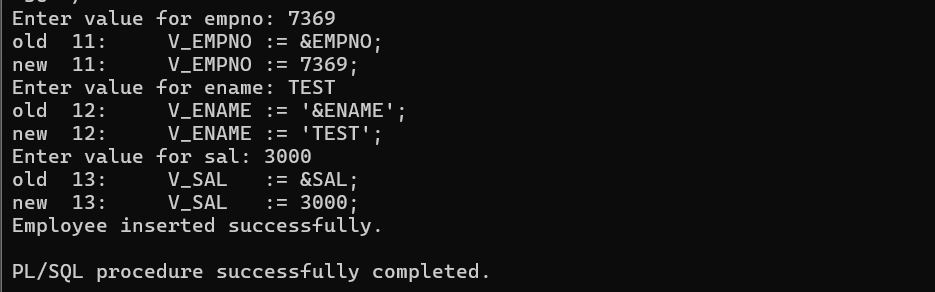 Enter value for empno: 7369
old  11:     V_EMPNO := &EMPNO;
new  11:     V_EMPNO := 7369;
Enter value for ename: TEST
old  12:     V_ENAME := '&ENAME';
new  12:     V_ENAME := 'TEST';
Enter value for sal: 3000
old  13:     V_SAL   := &SAL;
new  13:     V_SAL   := 3000;
Employee inserted successfully.
PL/SQL procedure successfully completed.